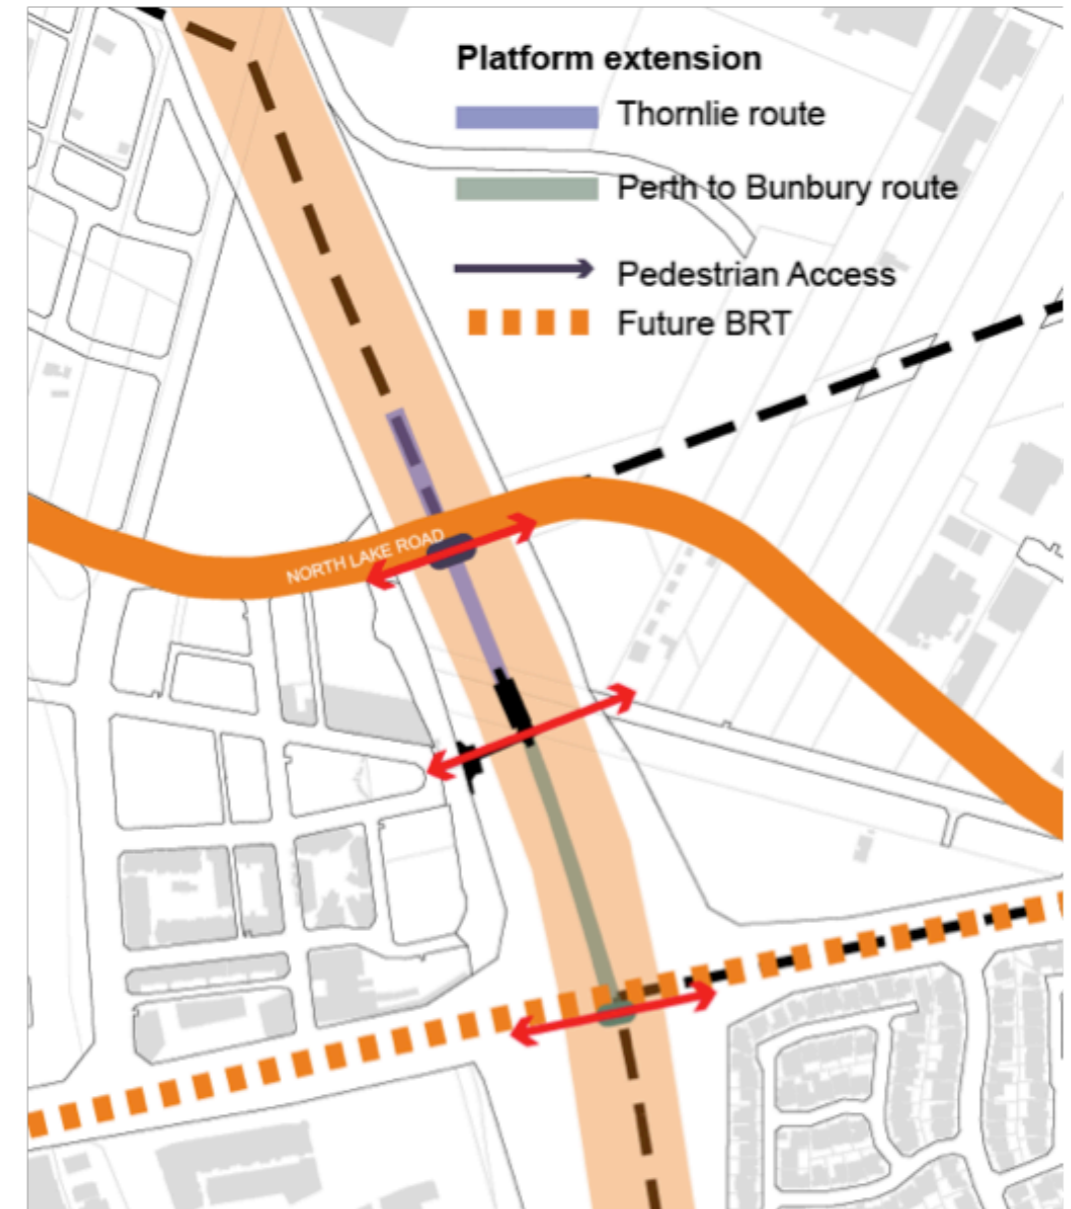 Platform extension
Thornlie route
Perth to Bunbury route
Pedestrian Access
Future BRT
NORTH LAKE ROAD